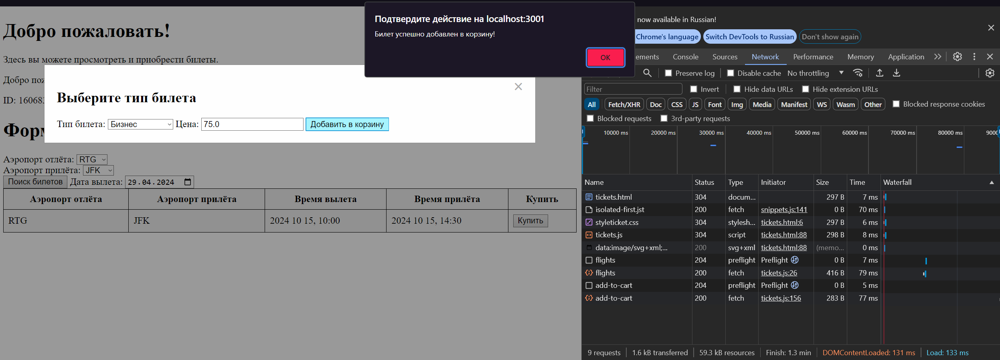 Добро пожаловать!
Здесь вы можете просмотреть и приобрести билеты.
Добро
ID: 16068
Подтвердите действие на localhost:3001
Билет успешно добавлен в корзину!
OK
×
Выберите тип билета
Тип билета: Бизнес Цена: 75.0 Добавить в корзину
Аэропорт отлёта: RTG
Аэропорт прилёта: JFK
Поиск билетов Дата вылета: 29.04.2024
Аэропорт отлёта Аэропорт прилёта Время вылета Время прилёта Купить
RTG JFK 2024 10 15, 10:00 2024 10 15, 14:30 Купить
now available in Russian!
Chrome's language Switch DevTools to Russian Don't show again
ements Console Sources Network Performance Memory Application
Preserve log Disable cache No throttling
Filter Invert Hide data URLs Hide extension URLs
All Fetch/XHR Doc CSS JS Font Img Media Manifest WS Wasm Other Blocked response cookies
Blocked requests 3rd-party requests
10000 ms 20000 ms 30000 ms 40000 ms 50000 ms 60000 ms 70000 ms 80000 ms 9000
Name Status Type Initiator Size Time Waterfall
tickets.html 304 docum... 297 B 7 ms
isolated-first.jst 200 fetch snippets.js:141 0 B 70 ms
styleticket.css 304 stylesh... tickets.html:6 297 B 6 ms
tickets.js 304 script tickets.html:88 298 B 8 ms
data:image/svg+xml;... 200 svg+xml tickets.html:88 (memo... 0 ms
flights 204 preflight Preflight 0 B 7 ms
flights 200 fetch tickets.js:26 416 B 79 ms
add-to-cart 204 preflight Preflight 0 B 5 ms
add-to-cart 200 fetch tickets.js:156 283 B 77 ms
9 requests 1.6 kB transferred 59.3 kB resources Finish: 1.3 min DOMContentLoaded: 131 ms Load: 133 ms